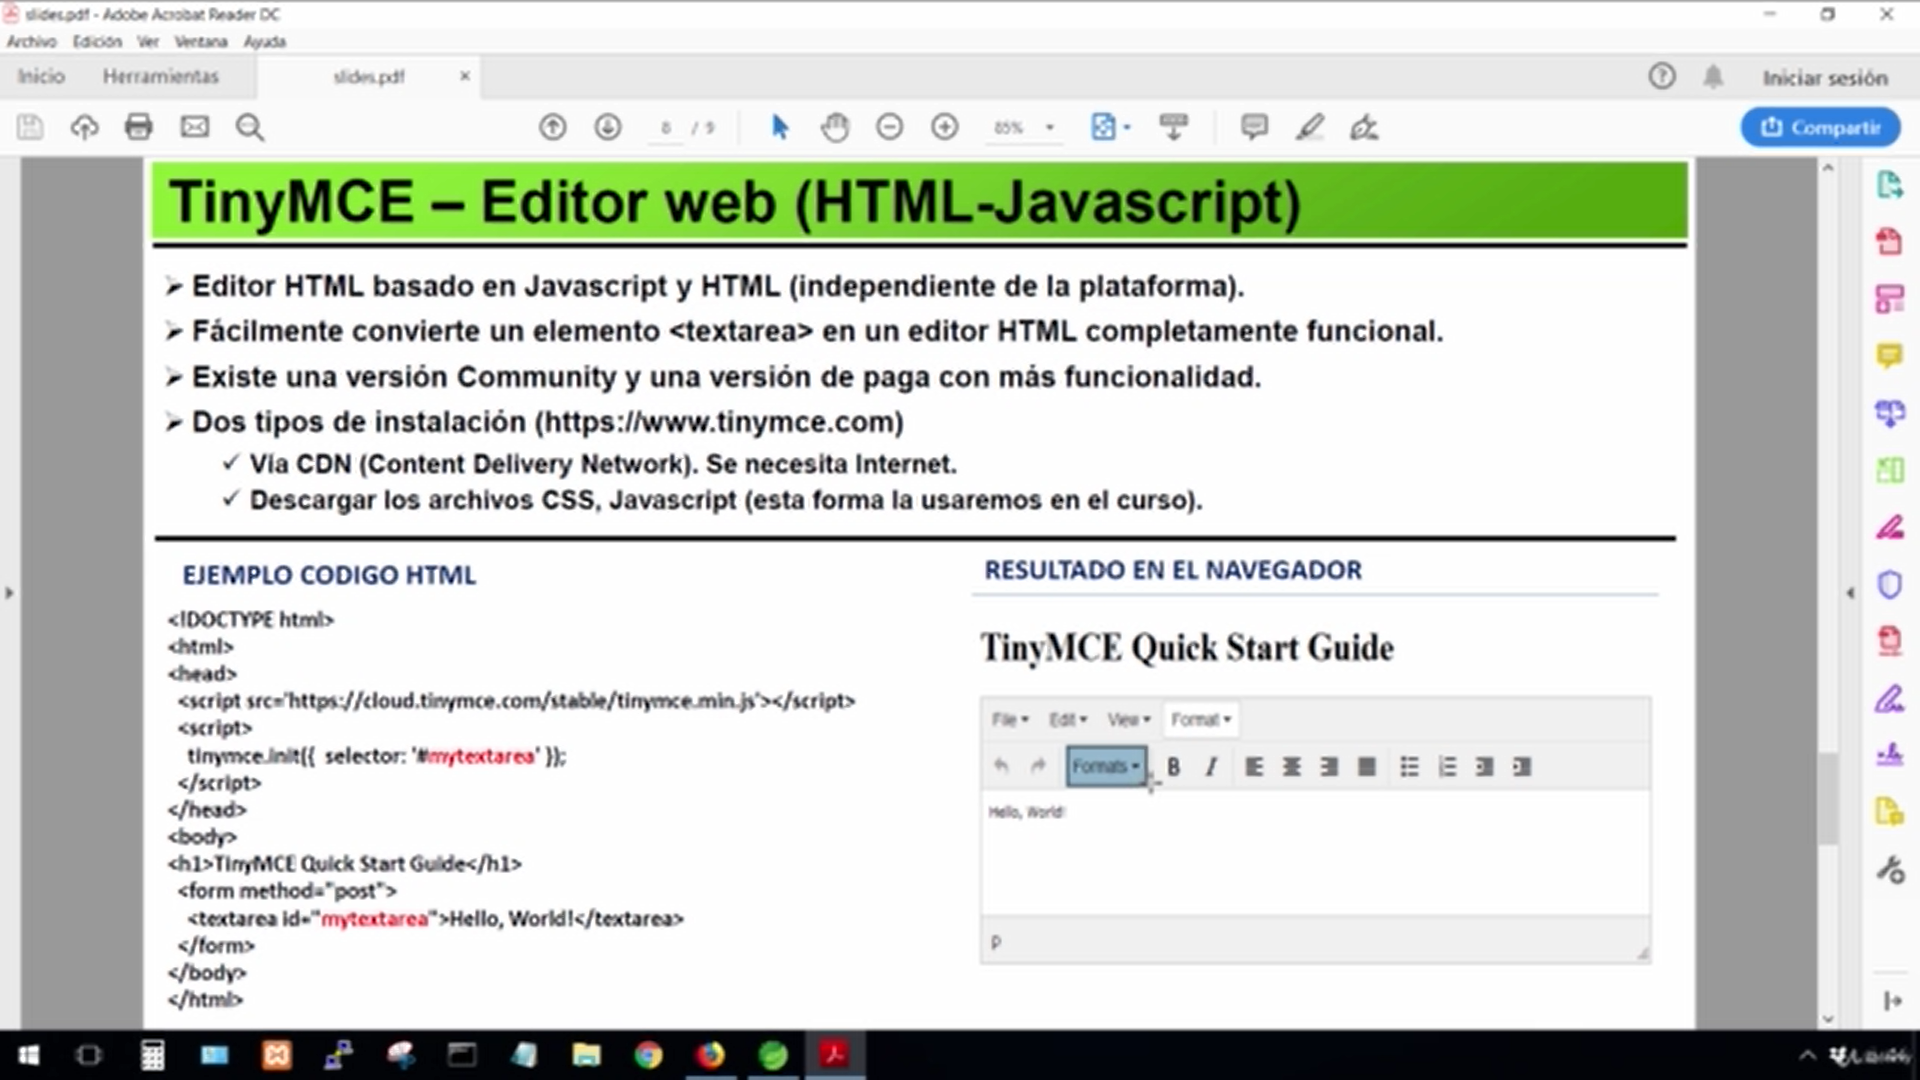 slides.pdf - Adobe Acrobat Reader DC
Archivo Edición Ver Ventana Ayuda
Inicio Herramientas slides.pdf × Iniciar sesión
8 / 9 85% Compartir
TinyMCE – Editor web (HTML-Javascript)
➢ Editor HTML basado en Javascript y HTML (independiente de la plataforma).
➢ Fácilmente convierte un elemento <textarea> en un editor HTML completamente funcional.
➢ Existe una versión Community y una versión de paga con más funcionalidad.
➢ Dos tipos de instalación (https://www.tinymce.com)
✓ Vía CDN (Content Delivery Network). Se necesita Internet.
✓ Descargar los archivos CSS, Javascript (esta forma la usaremos en el curso).
EJEMPLO CODIGO HTML
<!DOCTYPE html>
<html>
<head>
<script src='https://cloud.tinymce.com/stable/tinymce.min.js'></script>
<script>
tinymce.init({ selector: '#mytextarea' });
</script>
</head>
<body>
<h1>TinyMCE Quick Start Guide</h1>
<form method="post">
<textarea id="mytextarea">Hello, World!</textarea>
</form>
</body>
</html>
RESULTADO EN EL NAVEGADOR
TinyMCE Quick Start Guide
File Edit View Format
Formats B I
Hello, World!
p